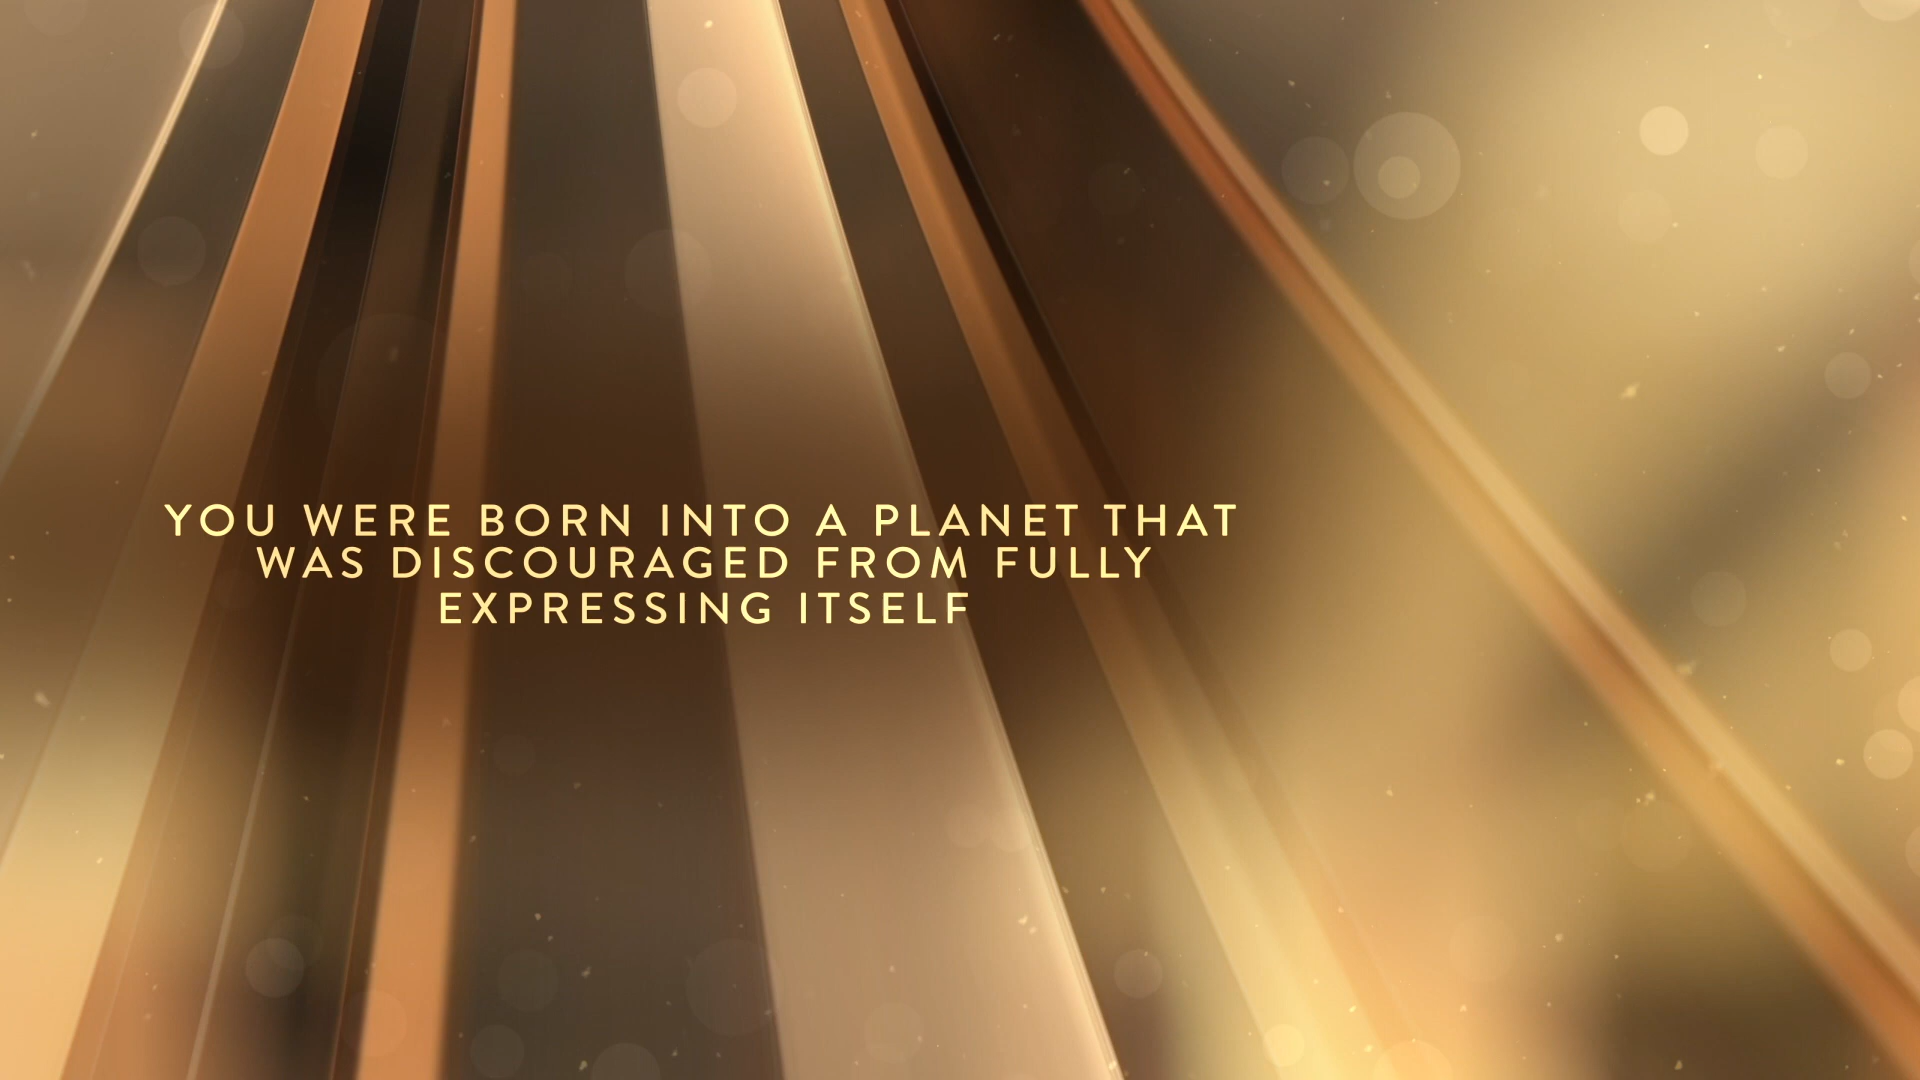 YOU WERE BORN INTO A PLANET THAT
WAS DISCOURAGED FROM FULLY
EXPRESSING ITSELF